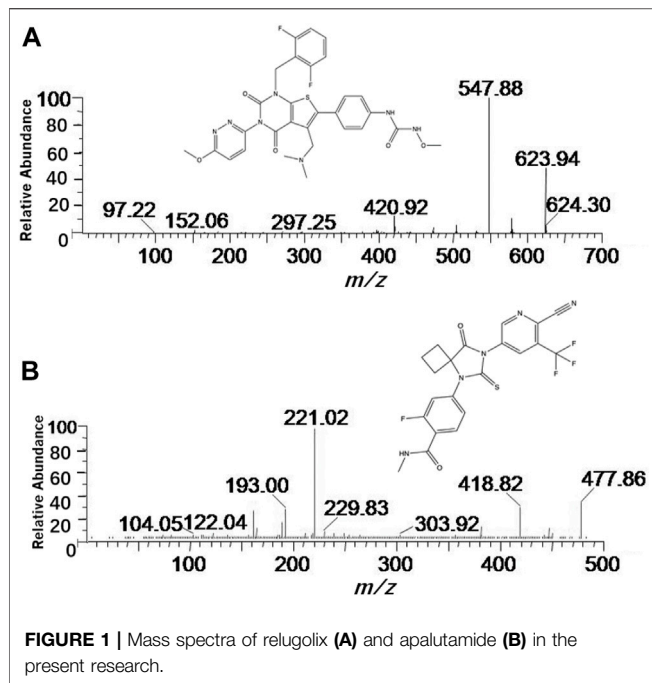 A
Relative Abundance
100
80
60
40
20
0
97.22
152.06
297.25
420.92
547.88
623.94
624.30
100
200
300
400
500
600
700
m/z
F
F
O
N
S
N
N
N
O
O
N
NH
O
NH
O
B
Relative Abundance
100
80
60
40
20
0
104.05
122.04
193.00
221.02
229.83
303.92
418.82
477.86
100
200
300
400
500
m/z
N
N
O
N
F
F
F
N
S
F
NH
O
FIGURE 1 | Mass spectra of relugolix (A) and apalutamide (B) in the
present research.